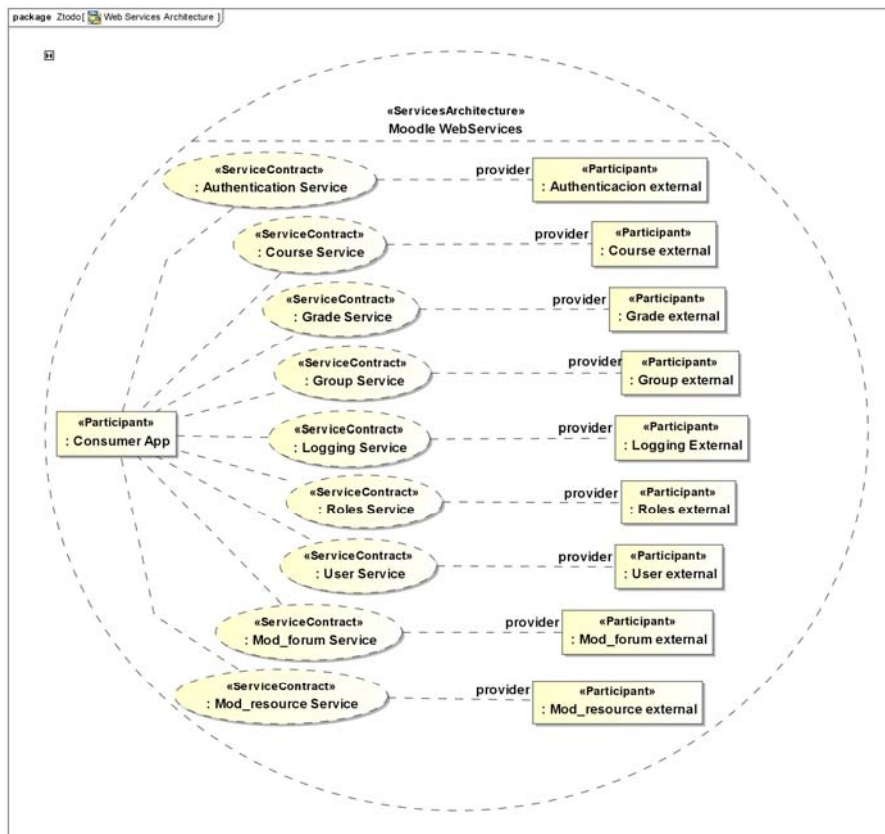 package Ztodo [ Web Services Architecture ]
«ServicesArchitecture»
Moodle WebServices
«ServiceContract»
: Authentication Service
provider
«Participant»
: Authenticacion external
«ServiceContract»
: Course Service
provider
«Participant»
: Course external
«ServiceContract»
: Grade Service
provider
«Participant»
: Grade external
«ServiceContract»
: Group Service
provider
«Participant»
: Group external
«Participant»
: Consumer App
«ServiceContract»
: Logging Service
provider
«Participant»
: Logging External
«ServiceContract»
: Roles Service
provider
«Participant»
: Roles external
«ServiceContract»
: User Service
provider
«Participant»
: User external
«ServiceContract»
: Mod_forum Service
provider
«Participant»
: Mod_forum external
«ServiceContract»
: Mod_resource Service
provider
«Participant»
: Mod_resource external